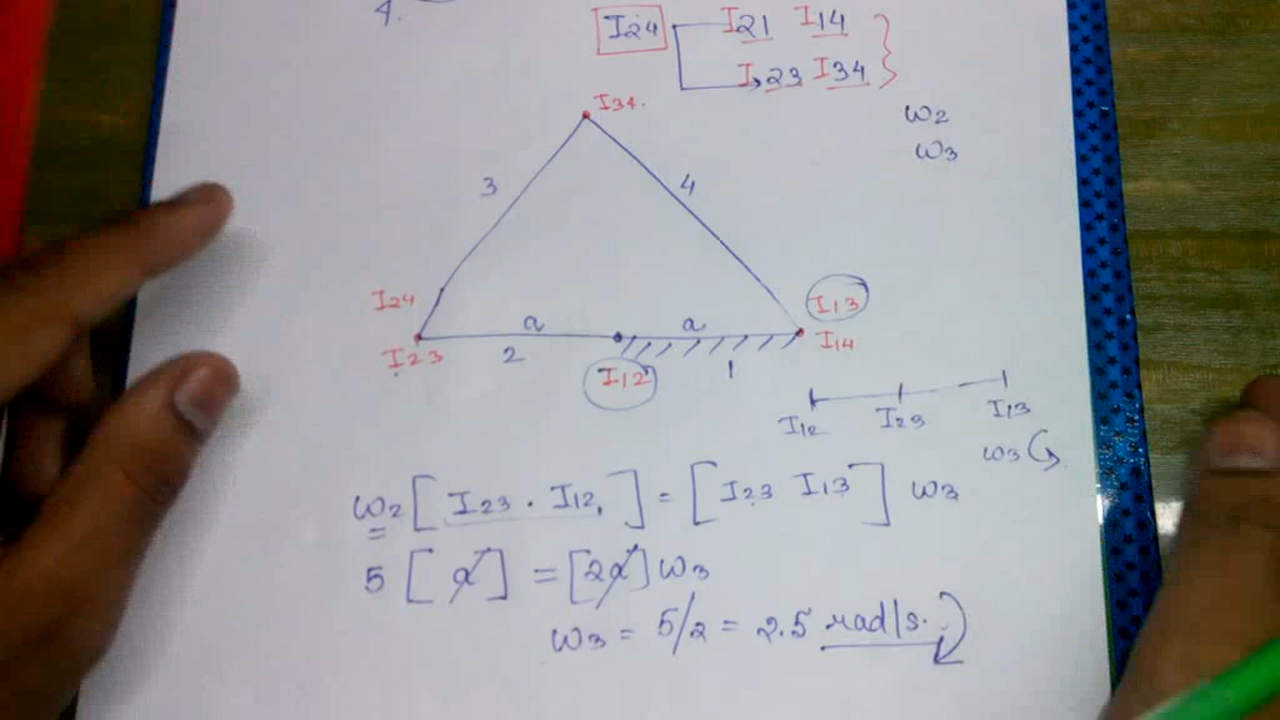 4.
I24 I21 I14
I23 I34
I34.
ω2
ω3
3
4
I24
a
a
I13
I23
2
I12
1
I14
I12 I23 I13
ω3
ω2 [ I23 . I12, ] = [ I23 I13 ] ω3
5 [ a ] = [2a] ω3
ω3 = 5/2 = 2.5 rad/s.